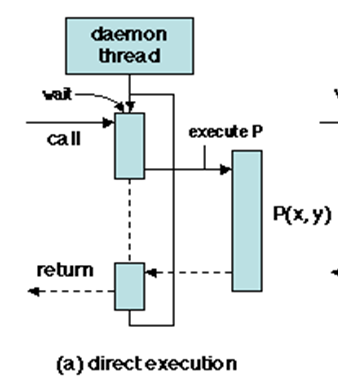 daemon
thread
wait
call
execute P
P(x, y)
return
(a) direct execution